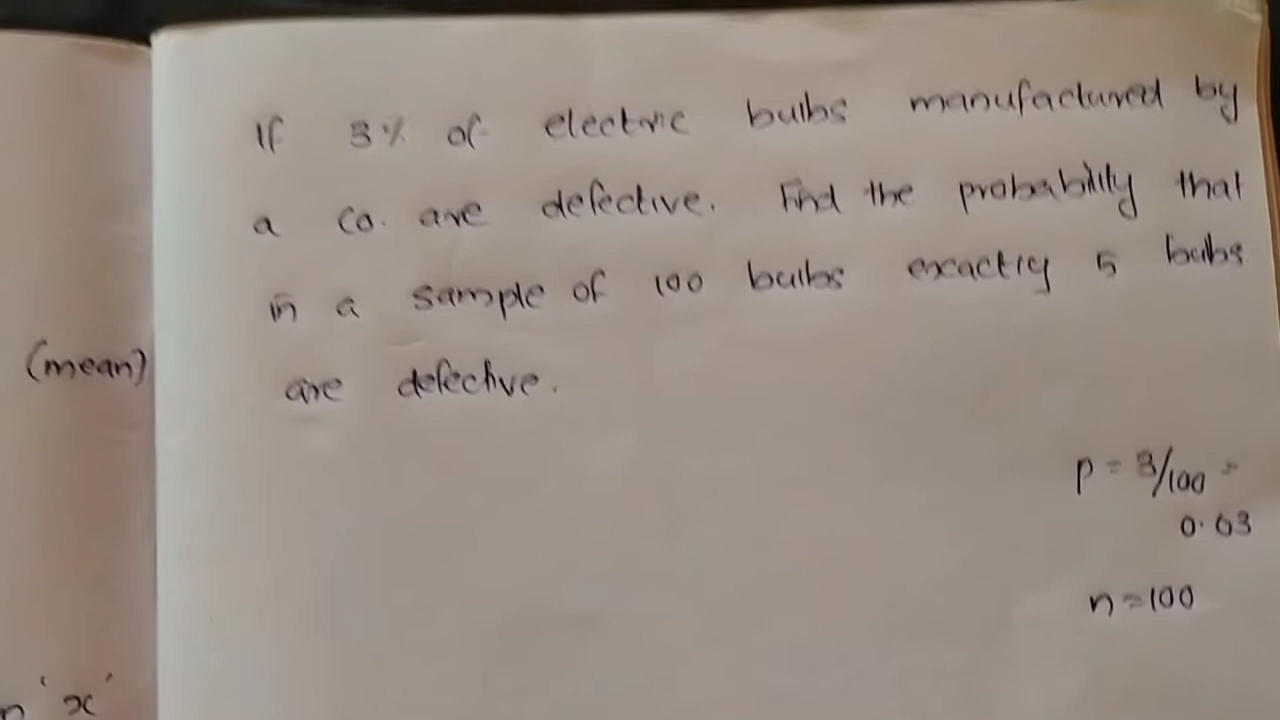 (mean)
'x'
If 3% of electric bulbs manufactured by
a co. are defective. Find the probability that
in a sample of 100 bulbs exactly 5 bulbs
are defective.
p = 3/100 =
0.03
n = 100